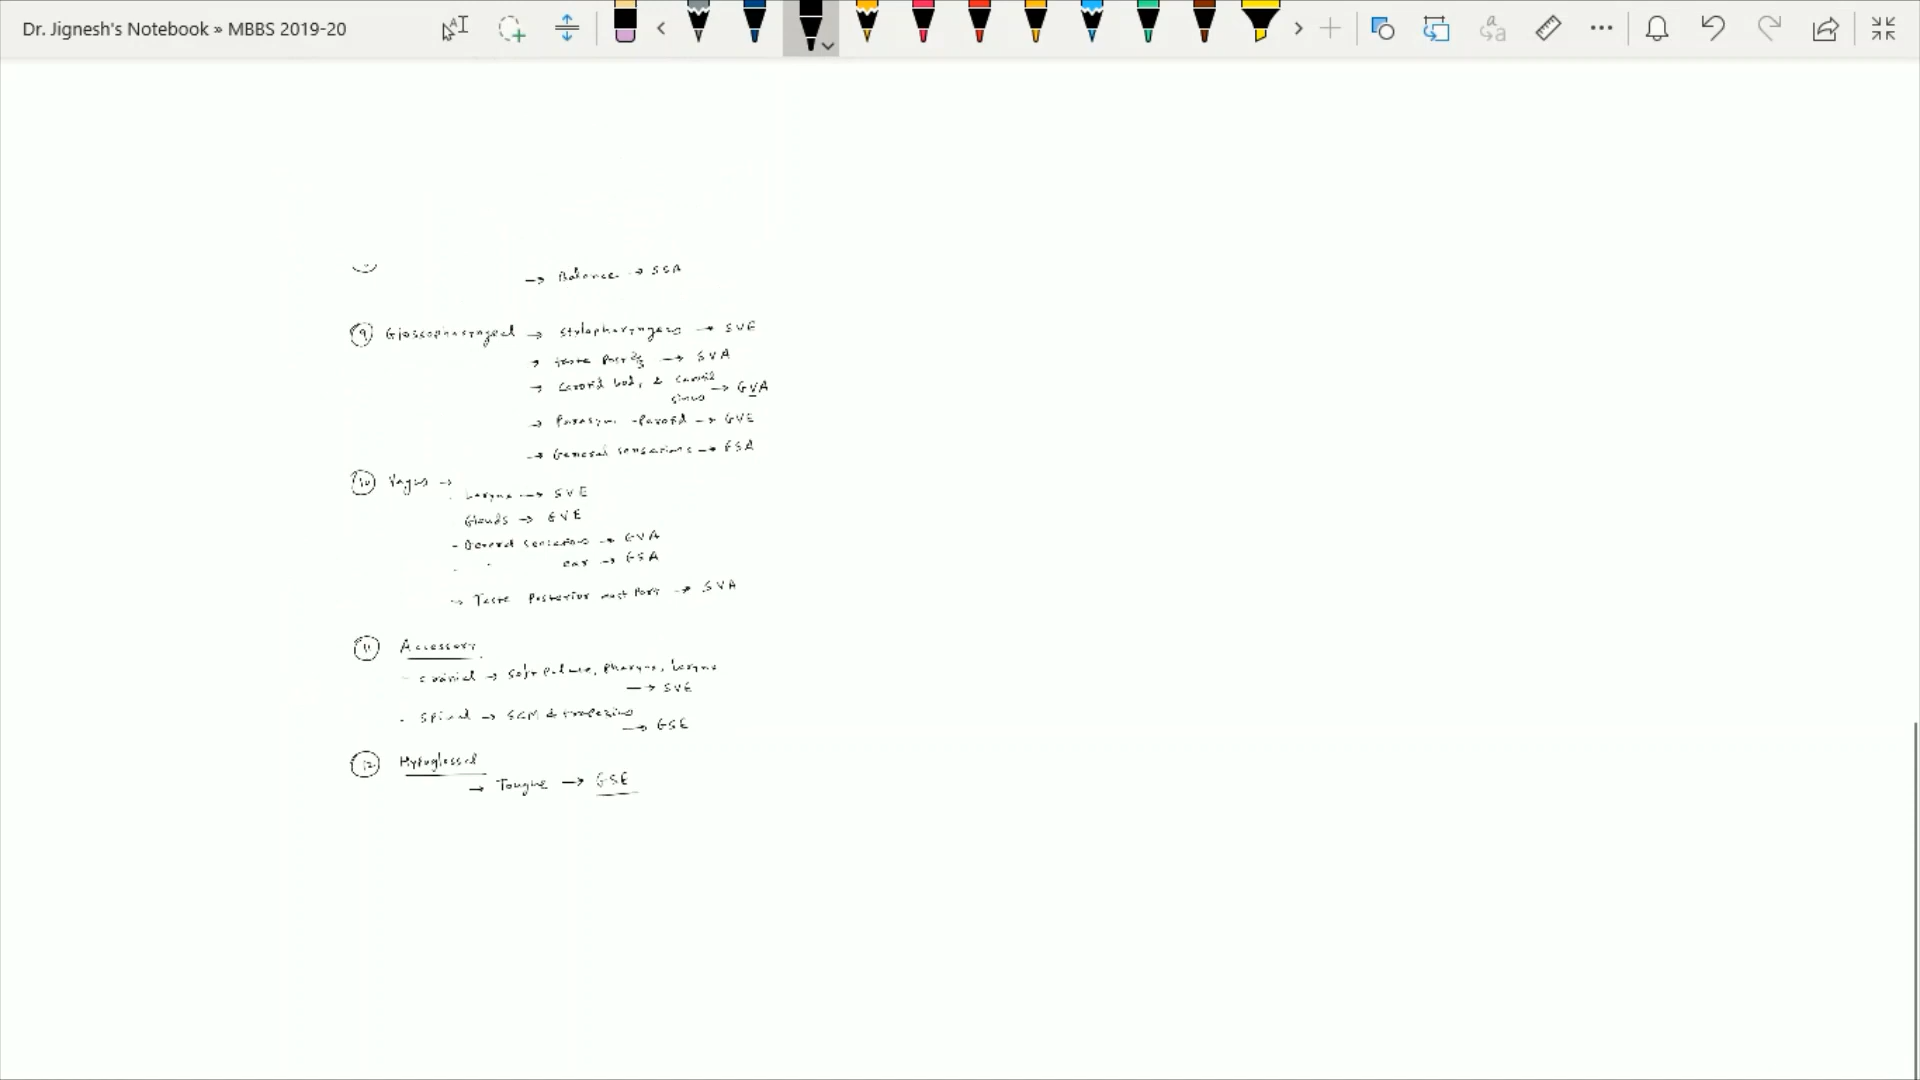 Dr. Jignesh's Notebook » MBBS 2019-20
→ Balance → SSA
9 Glossopharyngeal → Stylopharyngeus → SVE
→ taste Post 2/3 → SVA
→ Carotid body & carotid
sinus → GVA
→ Parasym - Parotid → GVE
→ General sensations → GSA
10 Vagus →
- Larynx → SVE
Glands → GVE
- General sensations → GVA
- " ear → GSA
→ Taste Posterior most Part → SVA
11 Accessory
- Cranial → Soft palate, Pharynx, Larynx
→ SVE
- Spinal → SCM & trapezius
→ GSE
12 Hypoglossal
→ Tongue → GSE